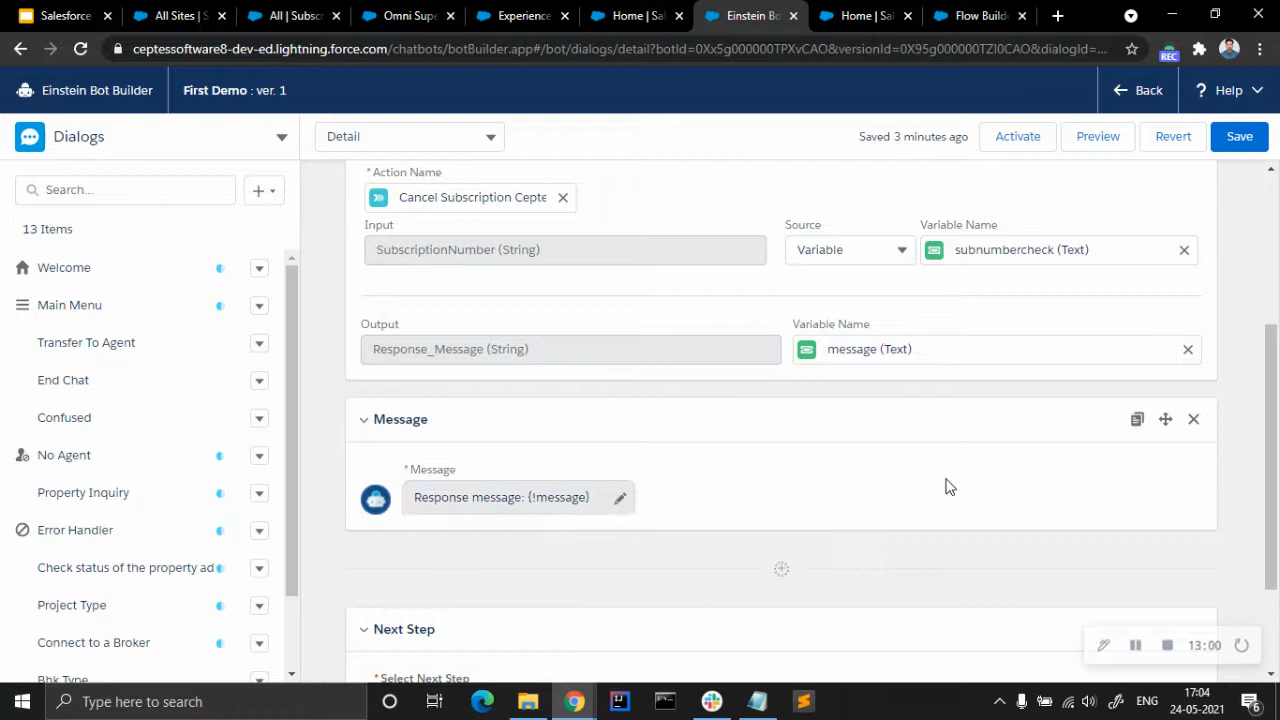 Salesforce
All Sites | S
All | Subsc
Omni Supe
Experience
Home | Sal
Einstein Bo
Home | Sal
Flow Builde
ceptessoftware8-dev-ed.lightning.force.com/chatbots/botBuilder.app#/bot/dialogs/detail?botId=0Xx5g000000TPXvCAO&versionId=0X95g000000TZI0CAO&dialogId=...
REC
Einstein Bot Builder
First Demo : ver. 1
Back
? Help
Dialogs
Detail
Saved 3 minutes ago
Activate
Preview
Revert
Save
Search...
13 Items
Welcome
Main Menu
Transfer To Agent
End Chat
Confused
No Agent
Property Inquiry
Error Handler
Check status of the property ad
Project Type
Connect to a Broker
Bhk Type
*Action Name
Cancel Subscription Cepte
Input
Source
Variable Name
SubscriptionNumber (String)
Variable
subnumbercheck (Text)
Output
Variable Name
Response_Message (String)
message (Text)
Message
*Message
Response message: {!message}
Next Step
*Select Next Step
13:00
Type here to search
ENG
17:04
24-05-2021
6